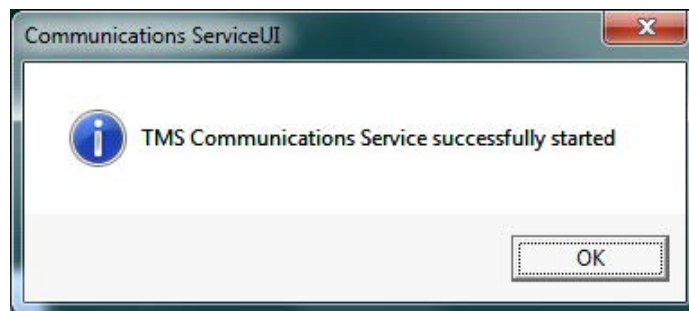 Communications ServiceUI
TMS Communications Service successfully started
OK